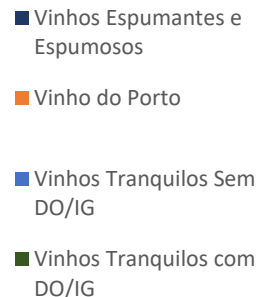 Vinhos Espumantes e
Espumosos
Vinho do Porto
Vinhos Tranquilos Sem
DO/IG
Vinhos Tranquilos com
DO/IG